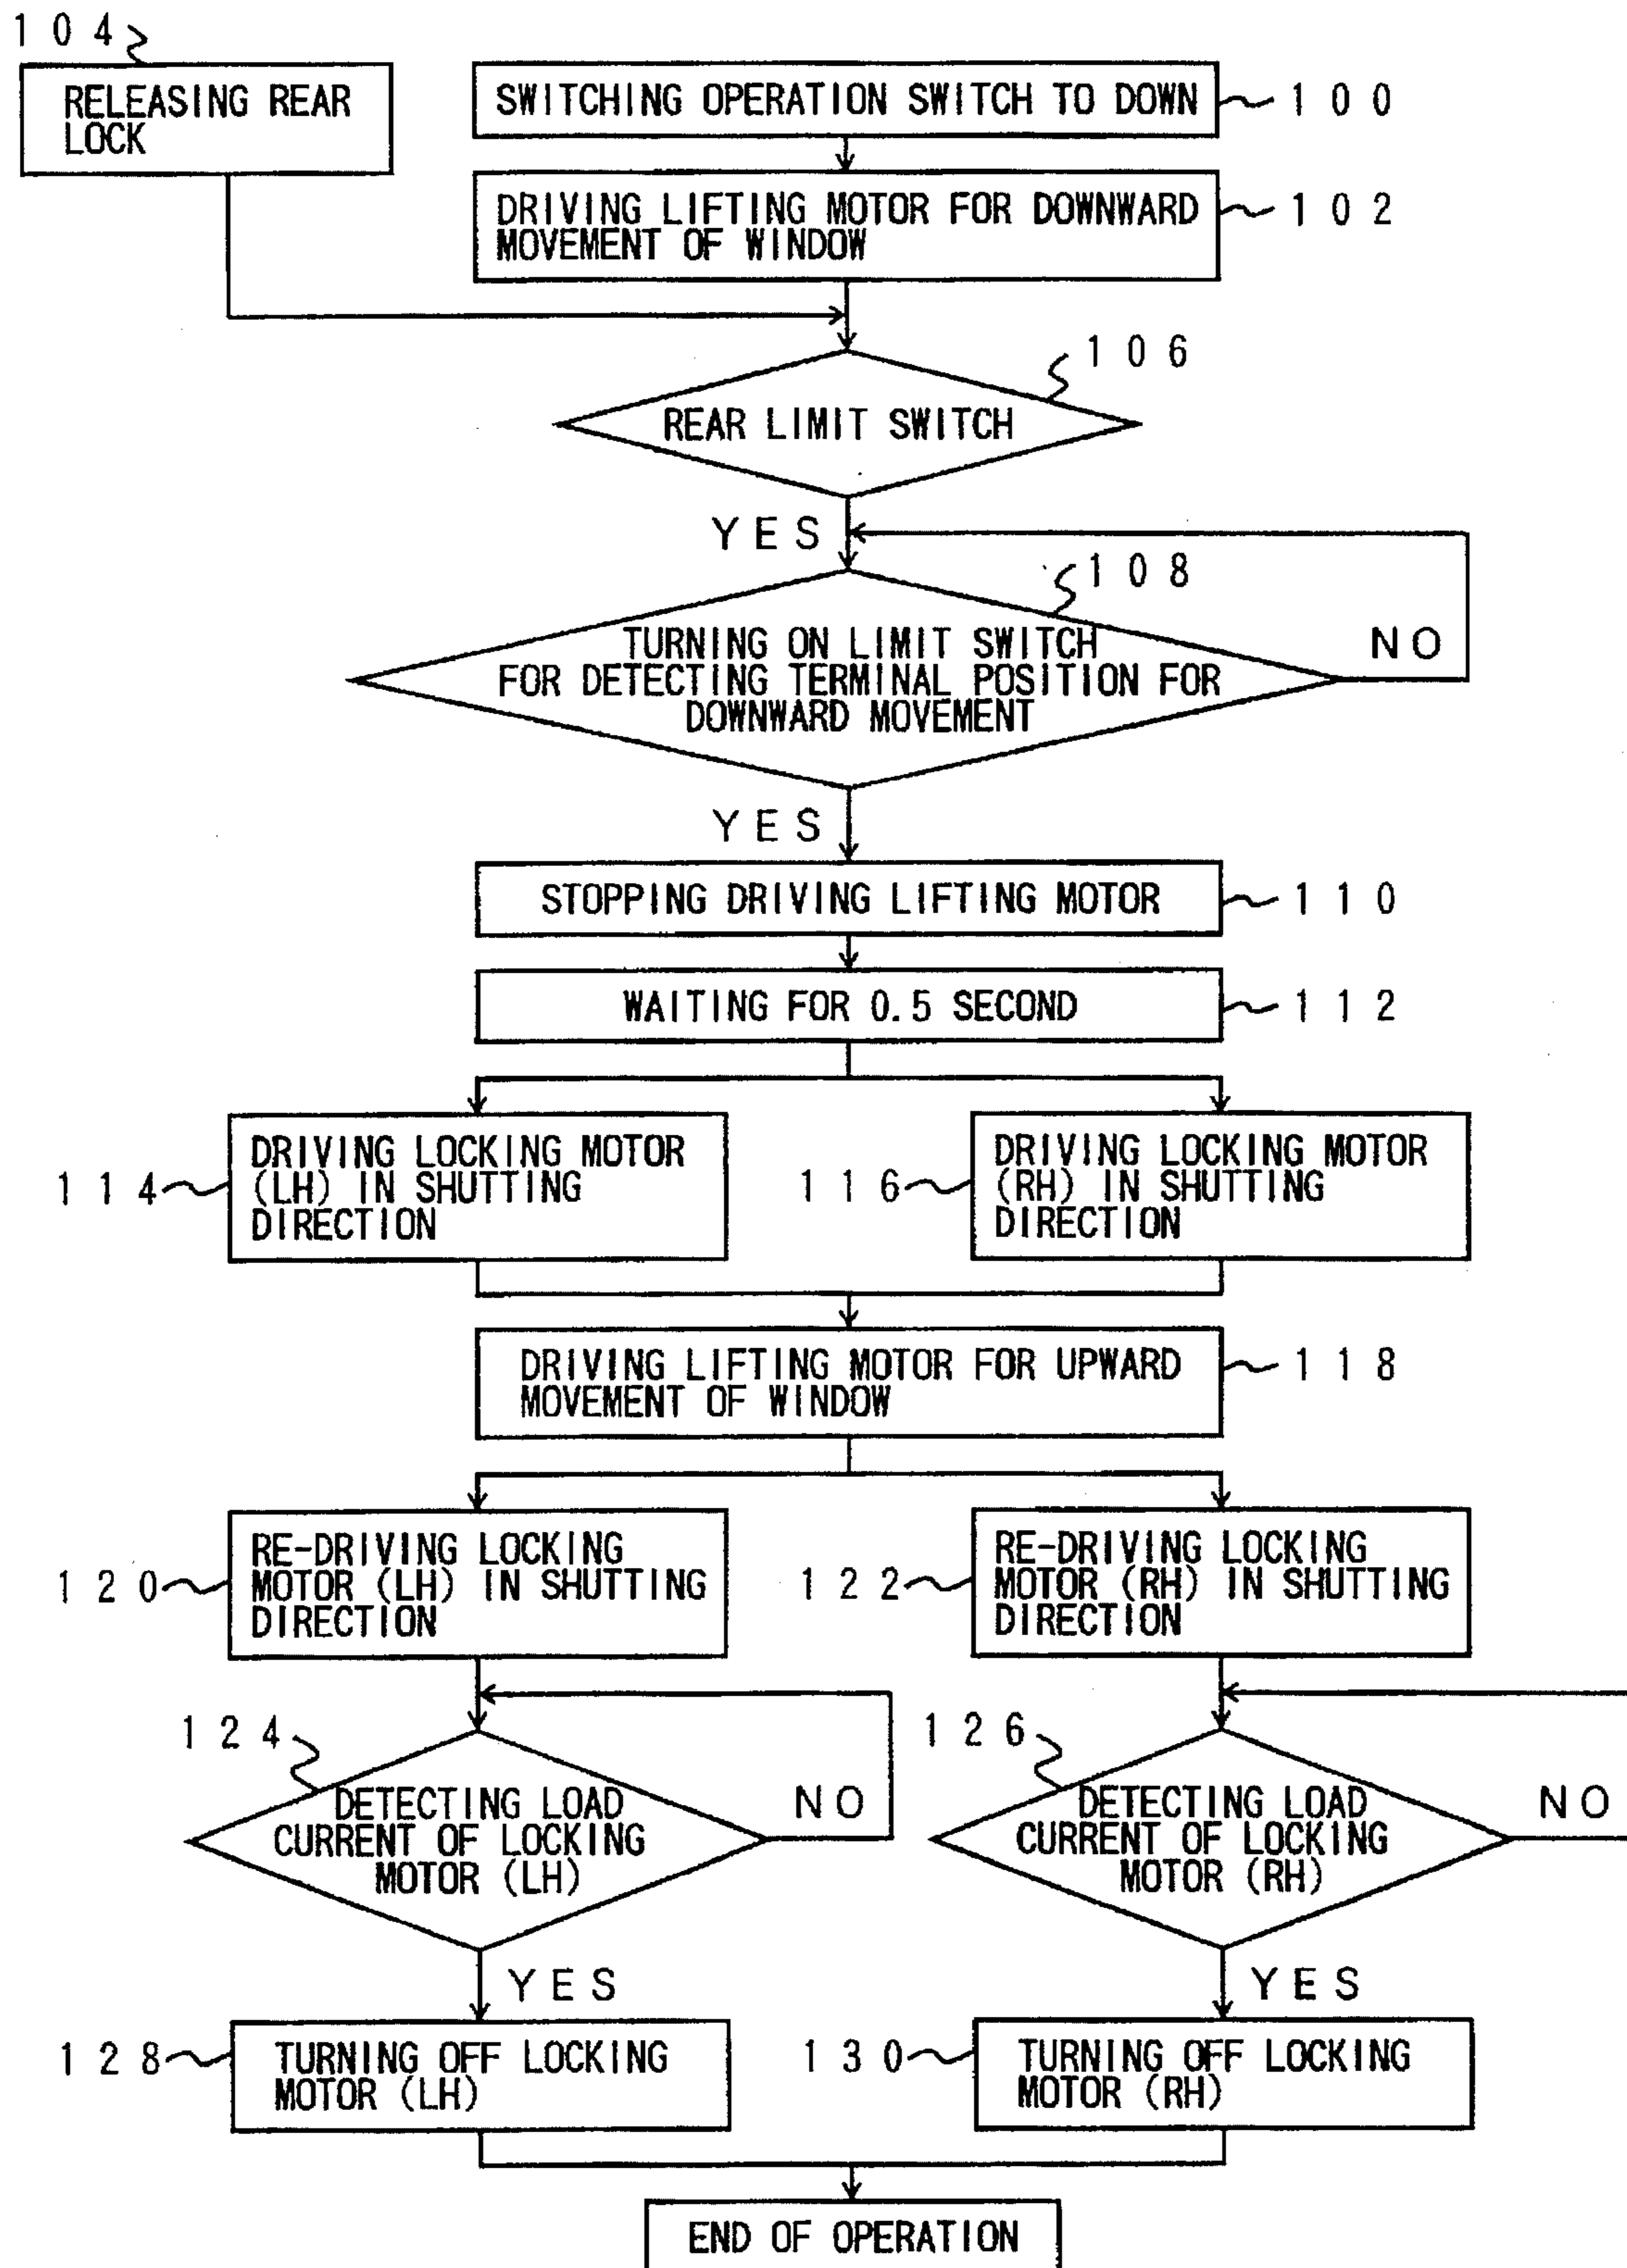 104
RELEASING REAR
LOCK
SWITCHING OPERATION SWITCH TO DOWN
100
DRIVING LIFTING MOTOR FOR DOWNWARD
MOVEMENT OF WINDOW
102
106
REAR LIMIT SWITCH
YES
108
TURNING ON LIMIT SWITCH
FOR DETECTING TERMINAL POSITION FOR
DOWNWARD MOVEMENT
NO
YES
STOPPING DRIVING LIFTING MOTOR
110
WAITING FOR 0.5 SECOND
112
114
DRIVING LOCKING MOTOR
(LH) IN SHUTTING
DIRECTION
116
DRIVING LOCKING MOTOR
(RH) IN SHUTTING
DIRECTION
DRIVING LIFTING MOTOR FOR UPWARD
MOVEMENT OF WINDOW
118
120
RE-DRIVING LOCKING
MOTOR (LH) IN SHUTTING
DIRECTION
122
RE-DRIVING LOCKING
MOTOR (RH) IN SHUTTING
DIRECTION
124
DETECTING LOAD
CURRENT OF LOCKING
MOTOR (LH)
NO
126
DETECTING LOAD
CURRENT OF LOCKING
MOTOR (RH)
NO
YES
YES
128
TURNING OFF LOCKING
MOTOR (LH)
130
TURNING OFF LOCKING
MOTOR (RH)
END OF OPERATION